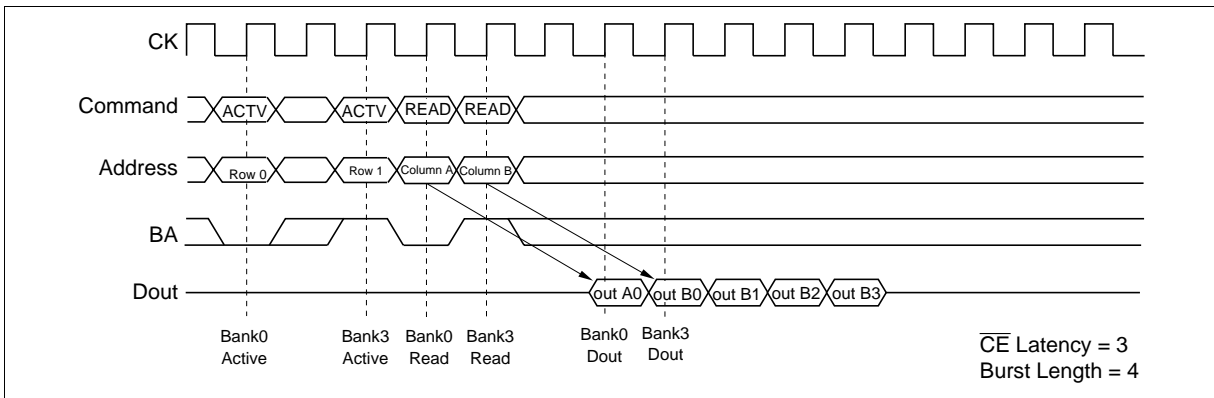 CK
Command ACTV ACTV READ READ
Address Row 0 Row 1 Column A Column B
BA
Dout out A0 out B0 out B1 out B2 out B3
Bank0 Active
Bank3 Active
Bank0 Read
Bank3 Read
Bank0 Dout
Bank3 Dout
CE Latency = 3
Burst Length = 4